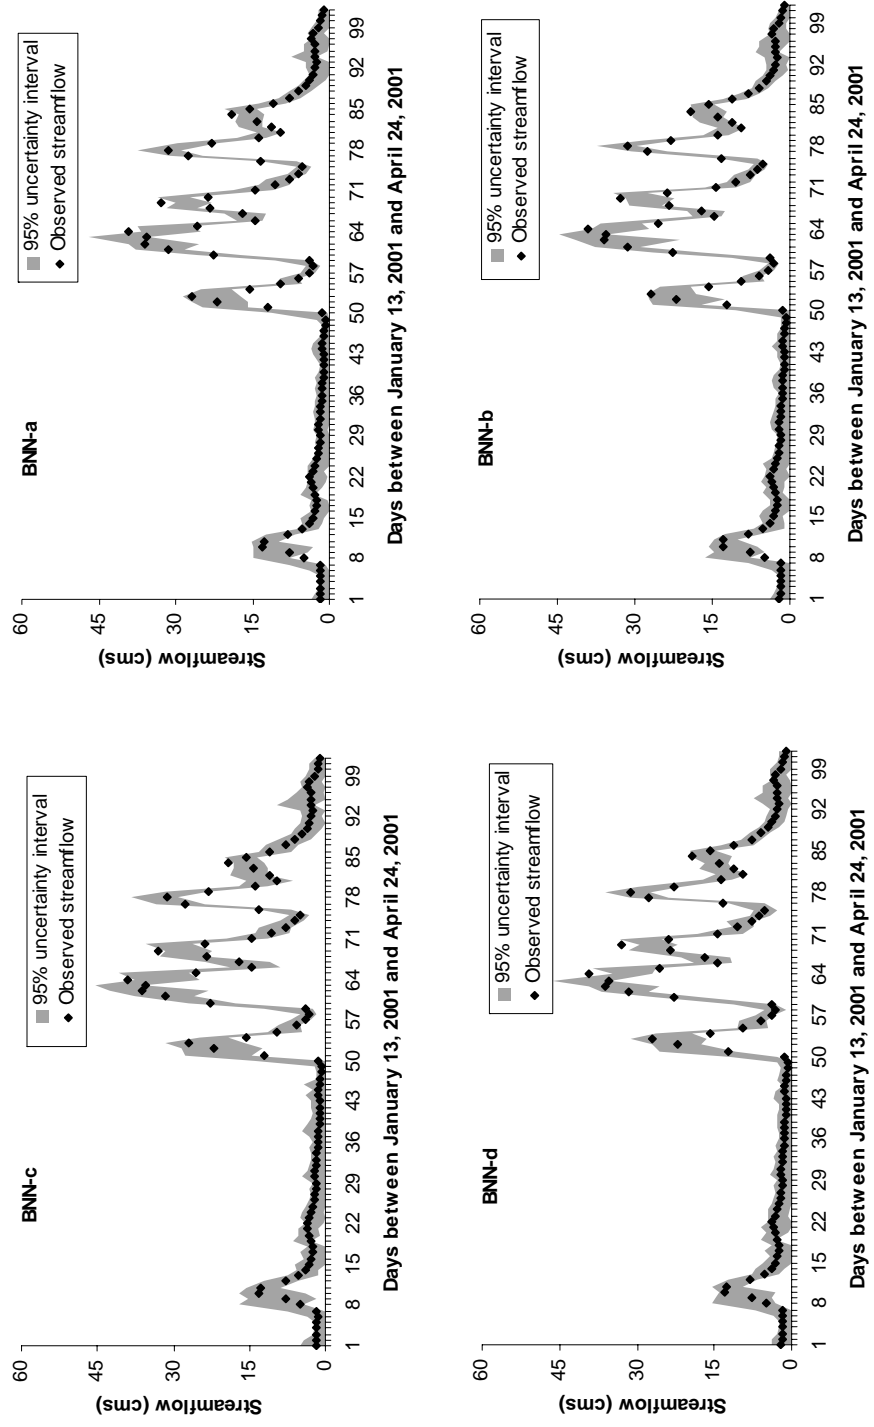 BNN-a
95% uncertainty interval
Observed streamflow
60
45
30
15
0
Streamflow (cms)
1 8 15 22 29 36 43 50 57 64 71 78 85 92 99
Days between January 13, 2001 and April 24, 2001
BNN-b
95% uncertainty interval
Observed streamflow
60
45
30
15
0
Streamflow (cms)
1 8 15 22 29 36 43 50 57 64 71 78 85 92 99
Days between January 13, 2001 and April 24, 2001
BNN-c
95% uncertainty interval
Observed streamflow
60
45
30
15
0
Streamflow (cms)
1 8 15 22 29 36 43 50 57 64 71 78 85 92 99
Days between January 13, 2001 and April 24, 2001
BNN-d
95% uncertainty interval
Observed streamflow
60
45
30
15
0
Streamflow (cms)
1 8 15 22 29 36 43 50 57 64 71 78 85 92 99
Days between January 13, 2001 and April 24, 2001